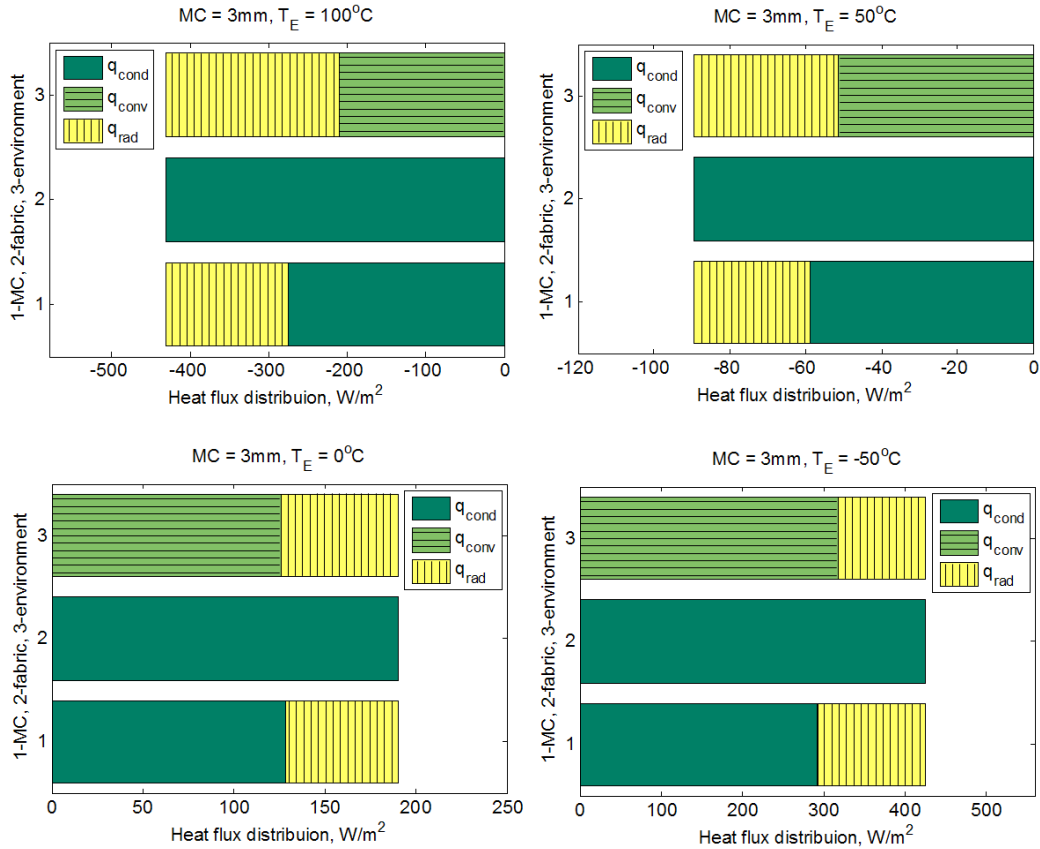 MC = 3mm, T_E = 100°C
q_cond
q_conv
q_rad
1-MC, 2-fabric, 3-environment
3
2
1
-500 -400 -300 -200 -100 0
Heat flux distribuion, W/m²
MC = 3mm, T_E = 50°C
q_cond
q_conv
q_rad
1-MC, 2-fabric, 3-environment
3
2
1
-120 -100 -80 -60 -40 -20 0
Heat flux distribuion, W/m²
MC = 3mm, T_E = 0°C
q_cond
q_conv
q_rad
1-MC, 2-fabric, 3-environment
3
2
1
0 50 100 150 200 250
Heat flux distribuion, W/m²
MC = 3mm, T_E = -50°C
q_cond
q_conv
q_rad
1-MC, 2-fabric, 3-environment
3
2
1
0 100 200 300 400 500
Heat flux distribuion, W/m²